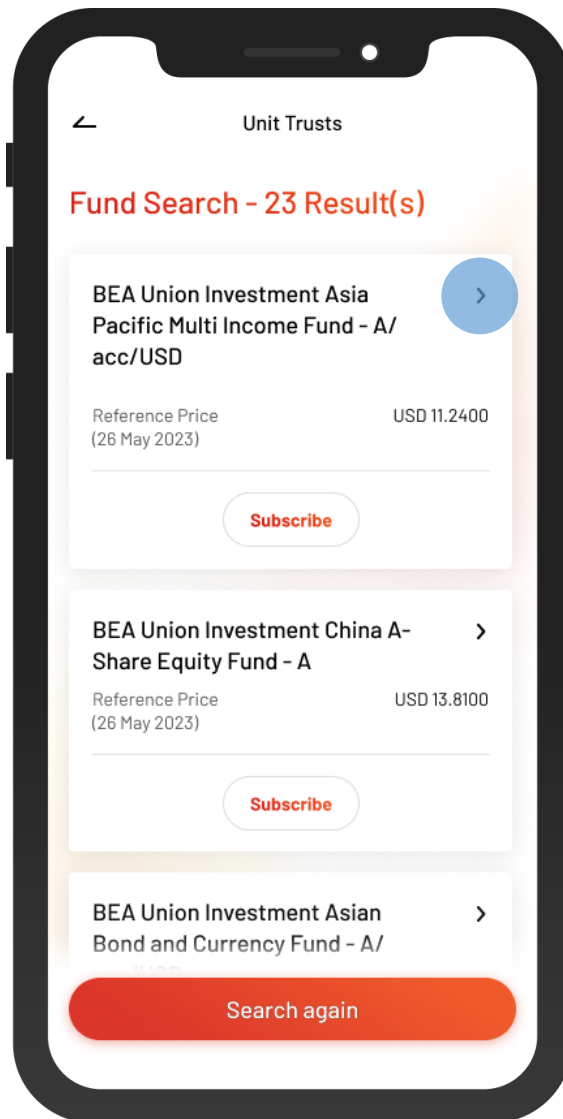 Unit Trusts
Fund Search - 23 Result(s)
BEA Union Investment Asia
Pacific Multi Income Fund - A/
acc/USD
Reference Price
USD 11.2400
(26 May 2023)
Subscribe
BEA Union Investment China A-
Share Equity Fund - A
Reference Price
USD 13.8100
(26 May 2023)
Subscribe
BEA Union Investment Asian
Bond and Currency Fund - A/
Search again